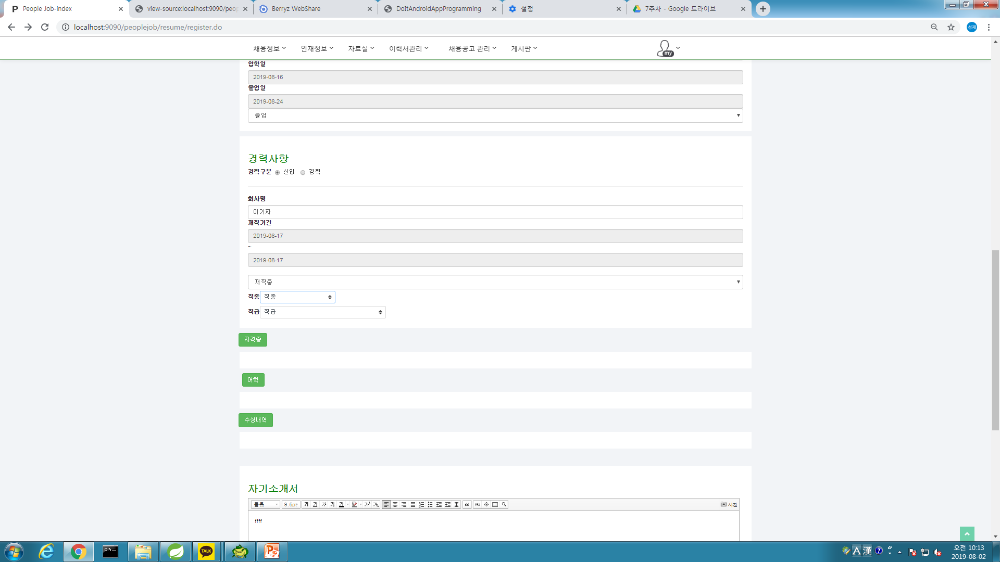 People Job-index
view-source:localhost:9090/peop
Berryz WebShare
DoItAndroidAppProgramming
설정
7주차 - Google 드라이브
localhost:9090/peoplejob/resume/register.do
성재
채용정보
인재정보
자료실
이력서관리
채용공고 관리
게시판
my
입학일
2019-08-16
졸업일
2019-08-24
졸업
경력사항
경력구분 신입 경력
회사명
이기자
재직기간
2019-08-17
~
2019-08-17
재직중
직종 직종
직급 직급
자격증
어학
수상내역
자기소개서
돋움 9.5pt 가 가 가 가 가 가 가 URL 사진
ffff
C:\
TALK
A 漢
오전 10:13
2019-08-02